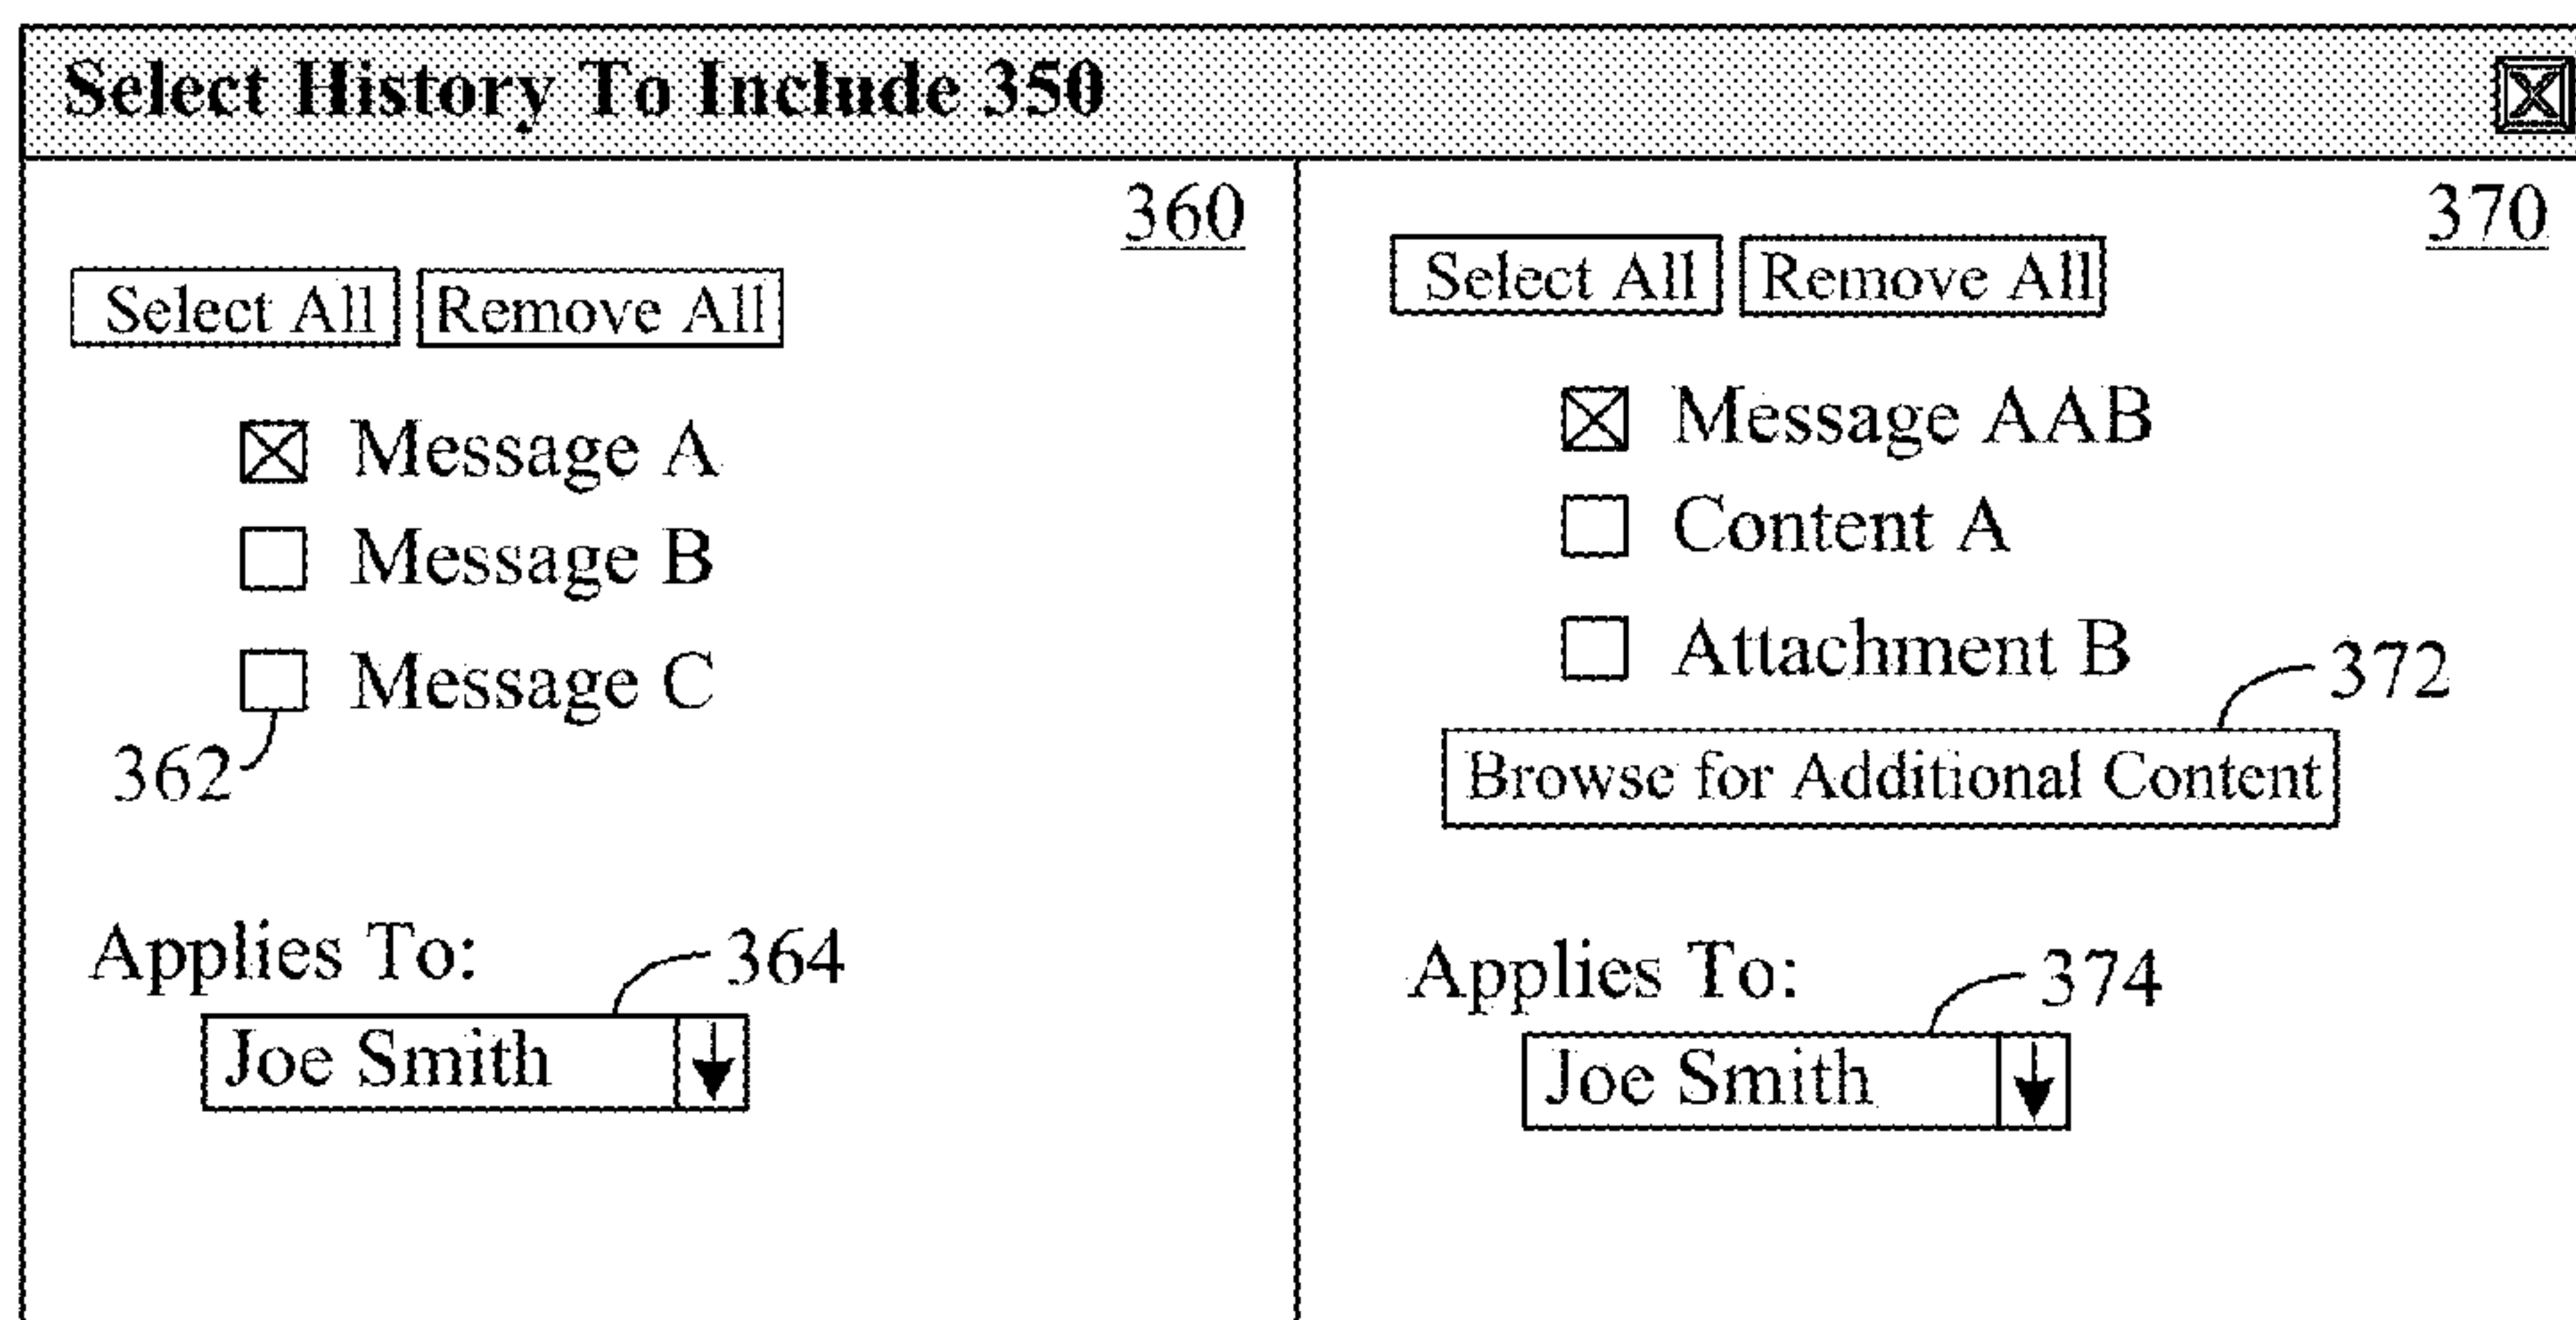 Select History To Include 350
X
360
Select All
Remove All
Message A
Message B
Message C
362
Applies To:
364
Joe Smith
370
Select All
Remove All
Message AAB
Content A
Attachment B
372
Browse for Additional Content
Applies To:
374
Joe Smith